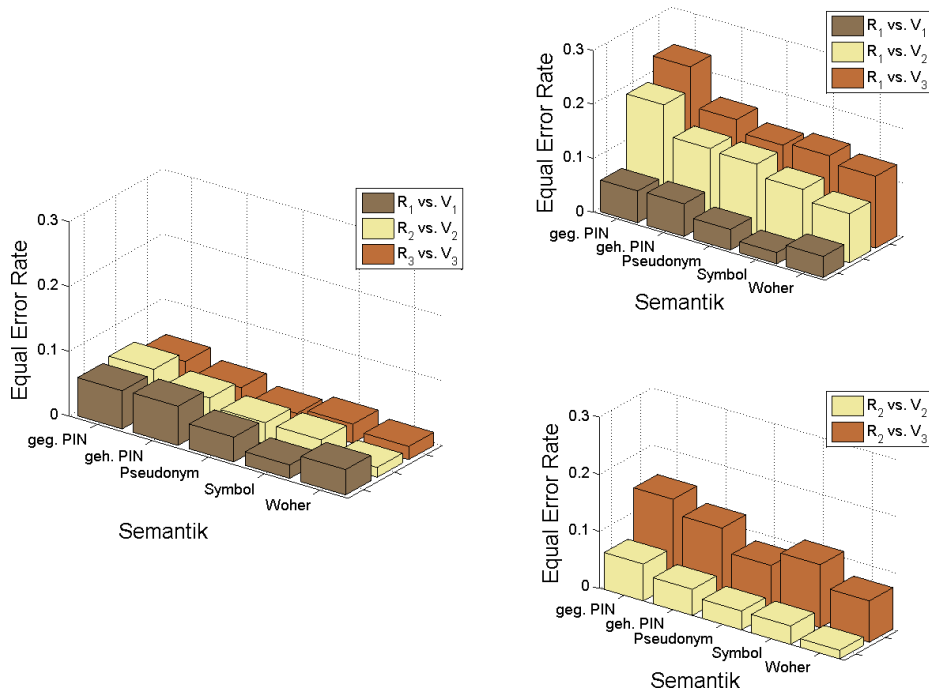 0.3
0.2
0.1
0
Equal Error Rate
geg. PIN
geh. PIN
Pseudonym
Symbol
Woher
Semantik
R1 vs. V1
R2 vs. V2
R3 vs. V3
0.3
0.2
0.1
0
Equal Error Rate
geg. PIN
geh. PIN
Pseudonym
Symbol
Woher
Semantik
R1 vs. V1
R1 vs. V2
R1 vs. V3
0.3
0.2
0.1
0
Equal Error Rate
geg. PIN
geh. PIN
Pseudonym
Symbol
Woher
Semantik
R2 vs. V2
R2 vs. V3